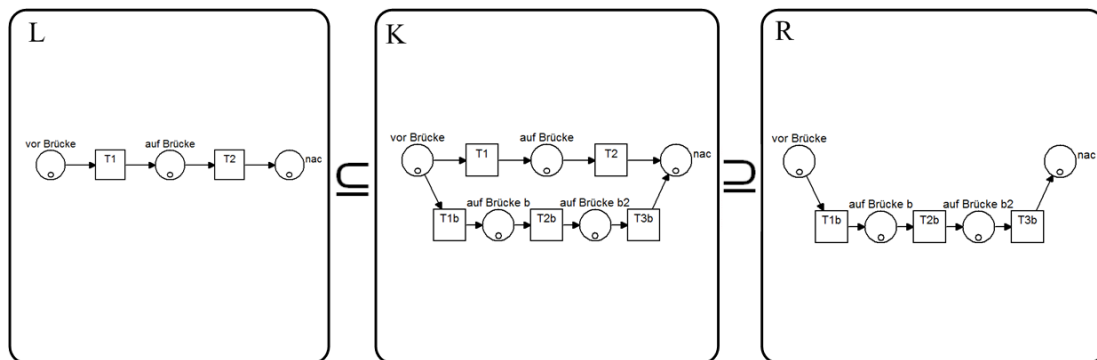 L
vor Brücke
T1
auf Brücke
T2
nac
⊆
K
vor Brücke
T1
auf Brücke
T2
nac
T1b
auf Brücke b
T2b
auf Brücke b2
T3b
⊇
R
vor Brücke
nac
T1b
auf Brücke b
T2b
auf Brücke b2
T3b